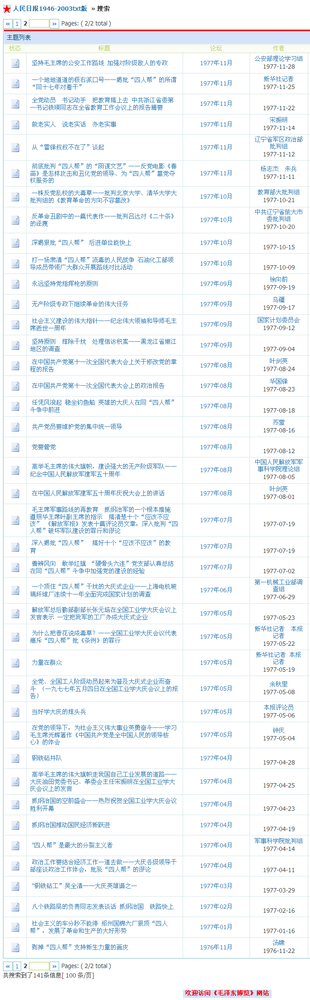 人民日报1946-2003txt版 » 搜索
« 1 2 » Pages: ( 2/2 total )
主题列表
状态 标题 论坛 作者
坚持毛主席的公安工作路线 加强对阶级敌人的专政 1977年11月 公安部理论学习组
1977-11-28
一个地地道道的极右派口号——揭批“四人帮”的所谓
“同十七年对着干” 1977年11月 新华社记者
1977-11-25
全党动员　书记动手　把教育搞上去 中共浙江省委第
一书记铁瑛同志在全省教育工作会议上的报告摘要 1977年11月
1977-11-22
做老实人　说老实话　办老实事 1977年11月 宋振明
1977-11-14
从“雷锋叔叔不在了”谈起 1977年11月 辽宁省军区政治部
批判组
1977-11-12
彻底批判“四人帮”的“阴谋文艺”——反党电影《春
苗》是怎样攻击和丑化党的领导、为“四人帮”篡党夺
权服务的 1977年11月 杨志杰　朱兵
1977-11-11
一株反党乱校的大毒草——批判北京大学、清华大学大
批判组的《教育革命的方向不容篡改》 1977年10月 教育部大批判组
1977-10-21
反革命丑剧中的一篇代表作——批判吕达对《二十条》
的诬蔑 1977年10月 中共辽宁省旅大市
委批判组
1977-10-20
深揭狠批“四人帮” 后进单位能快上 1977年10月
1977-10-15
打一场肃清“四人帮”流毒的人民战争 石油化工部领
导成员带领广大群众开展路线对比活动 1977年10月
1977-10-09
永远坚持党指挥枪的原则 1977年09月 徐向前
1977-09-19
无产阶级专政下继续革命的伟大任务 1977年09月 乌疆
1977-09-17
社会主义建设的伟大指针——纪念伟大领袖和导师毛主
席逝世一周年 1977年09月 国家计划委员会
1977-09-12
坚持原则　排除干扰　处理信访积案——黑龙江省嫩江
地区的调查 1977年09月
1977-09-04
在中国共产党第十一次全国代表大会上关于修改党的章
程的报告 1977年08月 叶剑英
1977-08-24
在中国共产党第十一次全国代表大会上的政治报告 1977年08月 华国锋
1977-08-23
任凭风浪起 稳坐钓鱼船 英雄的大庆人在同“四人帮”
斗争中前进 1977年08月
1977-08-18
共产党员要维护党的集中统一领导 1977年08月 苏萱
1977-08-16
党要管党 1977年08月
1977-08-12
高举毛主席的伟大旗帜，建设强大的无产阶级军队——
纪念中国人民解放军建军五十周年 1977年08月 中国人民解放军军
事科学院理论组
1977-08-05
在中国人民解放军建军五十周年庆祝大会上的讲话 1977年08月 叶剑英
1977-08-01
毛主席军事路线的再教育　抓纲治军的一个根本措施
遵照华主席叶副主席的指示　搞清楚十个“应该不应
该”　《解放军报》发表十篇评论员文章，深入批判“四
人帮”破坏军队建设的罪行和谬论 1977年07月
1977-07-19
深入揭批“四人帮”　搞好十个“应该不应该”的教
育 1977年07月
1977-07-19
善辨风向　敢举红旗　“硬骨头六连”党支部认真总结
在同“四人帮”斗争中加强党的建设的经验 1977年07月
1977-07-02
一个顶住“四人帮”干扰的大庆式企业——上海电机玻
璃纤维厂连续十一年全面完成国家计划的调查 1977年06月 第一机械工业部调
查组
1977-06-29
解放军总后勤部副部长张元培在全国工业学大庆会议上
发言表示 一定把我军的工厂办成大庆式企业 1977年05月
1977-05-23
为什么把香花说成毒草？——全国工业学大庆会议代表
痛斥“四人帮”批《条例》的罪行 1977年05月 新华社记者　本报
记者
1977-05-22
力量在群众 1977年05月 新华社记者 本报
记者
1977-05-19
全党、全国工人阶级动员起来为普及大庆式企业而奋
斗　（一九七七年五月四日在全国工业学大庆会议上的报
告） 1977年05月 余秋里
1977-05-08
当好学大庆的排头兵 1977年05月 本报评论员
1977-05-06
在党的领导下，为社会主义伟大事业英勇奋斗——学习
毛主席光辉著作《中国共产党是全中国人民的领导核
心》的体会 1977年05月 钟庆
1977-05-04
钢铁钻井队 1977年04月
1977-04-28
高举毛主席的伟大旗帜走我国自己工业发展的道路——
大庆油田党委书记、革委会主任宋振明在全国工业学大
庆会议上的发言 1977年04月
1977-04-25
抓纲治国的空前盛会——热烈祝贺全国工业学大庆会议
胜利开幕 1977年04月
1977-04-23
抓纲治国推动国民经济新跃进 1977年04月
1977-04-19
“四人帮”是最大的分裂主义者 1977年04月 军事科学院批判组
1977-04-14
政治工作要结合经济工作一道去做——大庆各级领导干
部座谈政治工作体会，批驳“四人帮”的谬论 1977年04月
1977-04-11
“钢铁钻工”吴全清——大庆英雄谱之一 1977年03月
1977-03-29
八个铁路局的负责同志发表谈话 抓纲治国　铁路快上 1977年02月
1977-02-16
社会主义的车分秒不能停 郑州国棉六厂狠顶“四人
帮”，发展了革命和生产的大好形势 1977年01月
1977-01-16
剥掉“四人帮”支持新生力量的画皮 1976年11月 汤啸
1976-11-22
« 1 2 » Pages: ( 2/2 total )
共搜索到了141条信息[ 100 条/页]
欢迎访问《毛泽东博览》网站